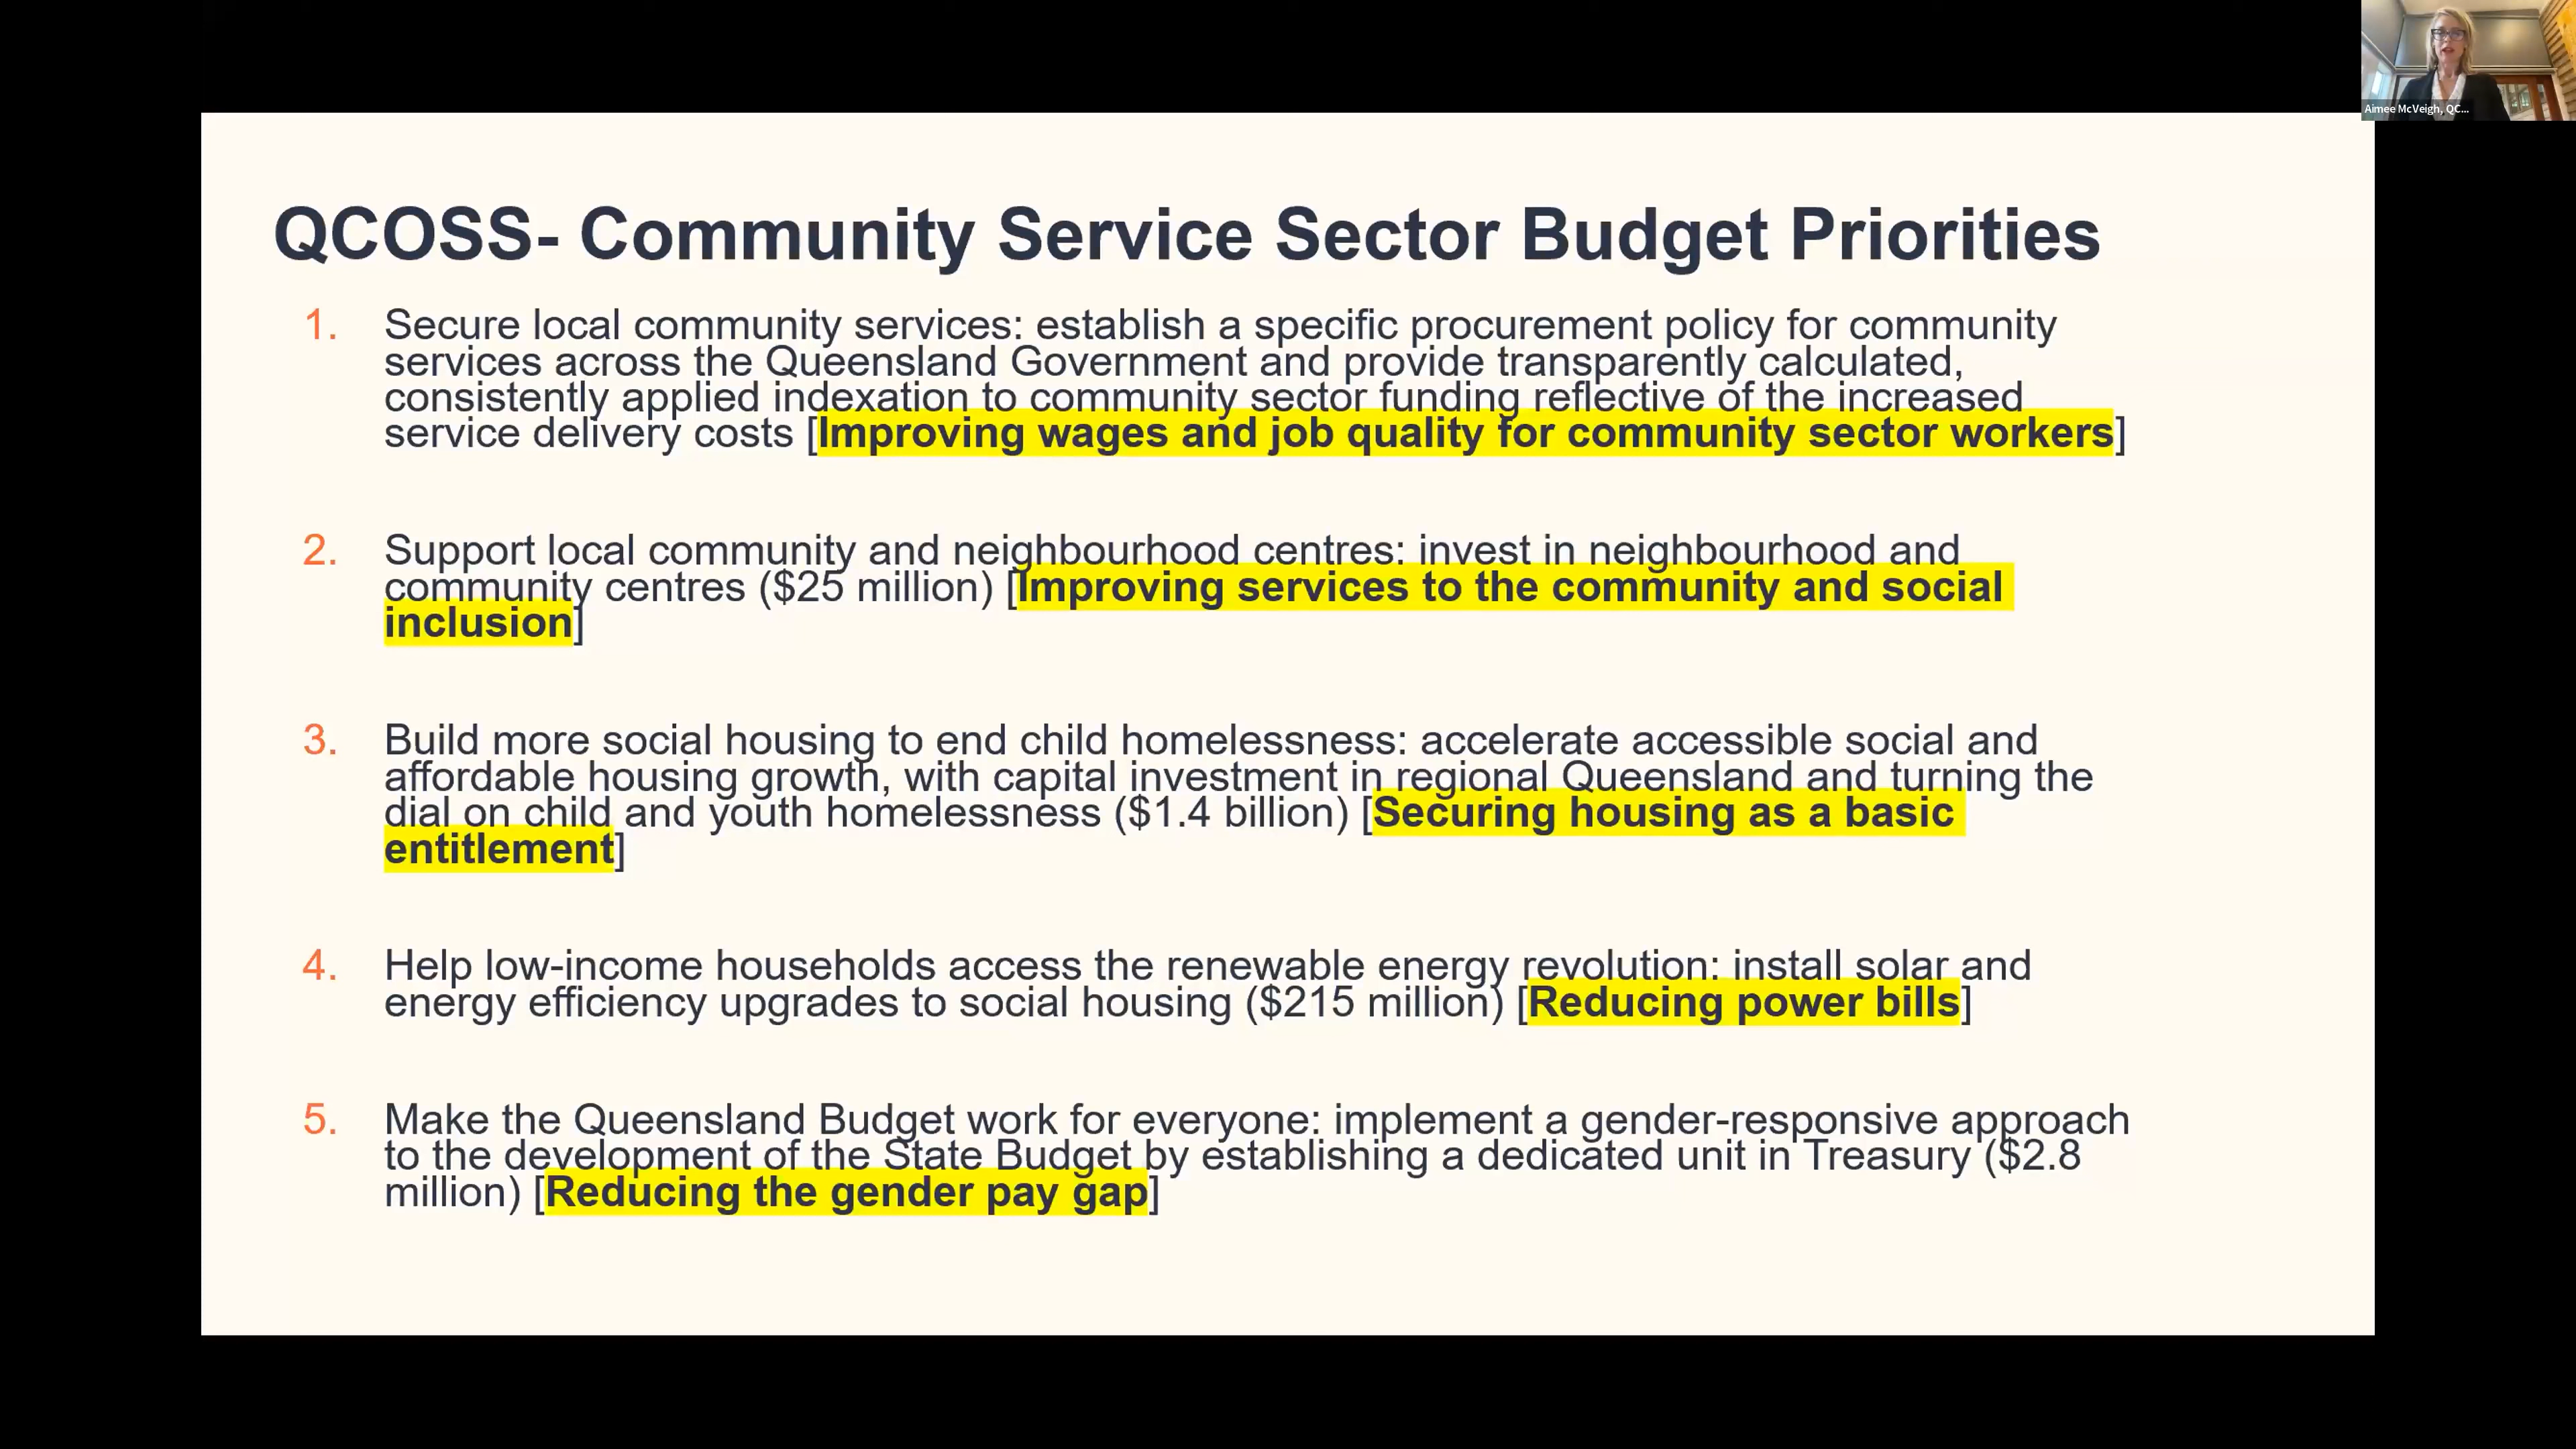 Aimee McVeigh, QC...
QCOSS- Community Service Sector Budget Priorities
1. Secure local community services: establish a specific procurement policy for community
services across the Queensland Government and provide transparently calculated,
consistently applied indexation to community sector funding reflective of the increased
service delivery costs [Improving wages and job quality for community sector workers]
2. Support local community and neighbourhood centres: invest in neighbourhood and
community centres ($25 million) [Improving services to the community and social
inclusion]
3. Build more social housing to end child homelessness: accelerate accessible social and
affordable housing growth, with capital investment in regional Queensland and turning the
dial on child and youth homelessness ($1.4 billion) [Securing housing as a basic
entitlement]
4. Help low-income households access the renewable energy revolution: install solar and
energy efficiency upgrades to social housing ($215 million) [Reducing power bills]
5. Make the Queensland Budget work for everyone: implement a gender-responsive approach
to the development of the State Budget by establishing a dedicated unit in Treasury ($2.8
million) [Reducing the gender pay gap]